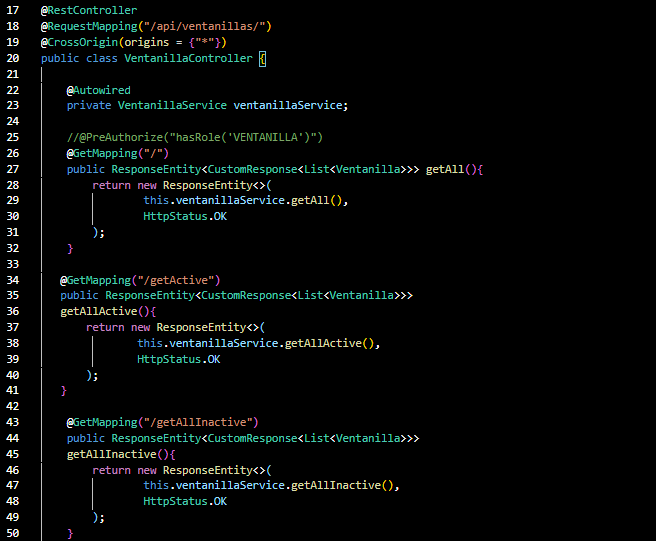 17 @RestController
18 @RequestMapping("/api/ventanillas/")
19 @CrossOrigin(origins = {"*"})
20 public class VentanillaController {
21
22 @Autowired
23 private VentanillaService ventanillaService;
24
25 //@PreAuthorize("hasRole('VENTANILLA')")
26 @GetMapping("/")
27 public ResponseEntity<CustomResponse<List<Ventanilla>>> getAll(){
28 return new ResponseEntity<>(
29 this.ventanillaService.getAll(),
30 HttpStatus.OK
31 );
32 }
33
34 @GetMapping("/getActive")
35 public ResponseEntity<CustomResponse<List<Ventanilla>>>
36 getAllActive(){
37 return new ResponseEntity<>(
38 this.ventanillaService.getAllActive(),
39 HttpStatus.OK
40 );
41 }
42
43 @GetMapping("/getAllInactive")
44 public ResponseEntity<CustomResponse<List<Ventanilla>>>
45 getAllInactive(){
46 return new ResponseEntity<>(
47 this.ventanillaService.getAllInactive(),
48 HttpStatus.OK
49 );
50 }